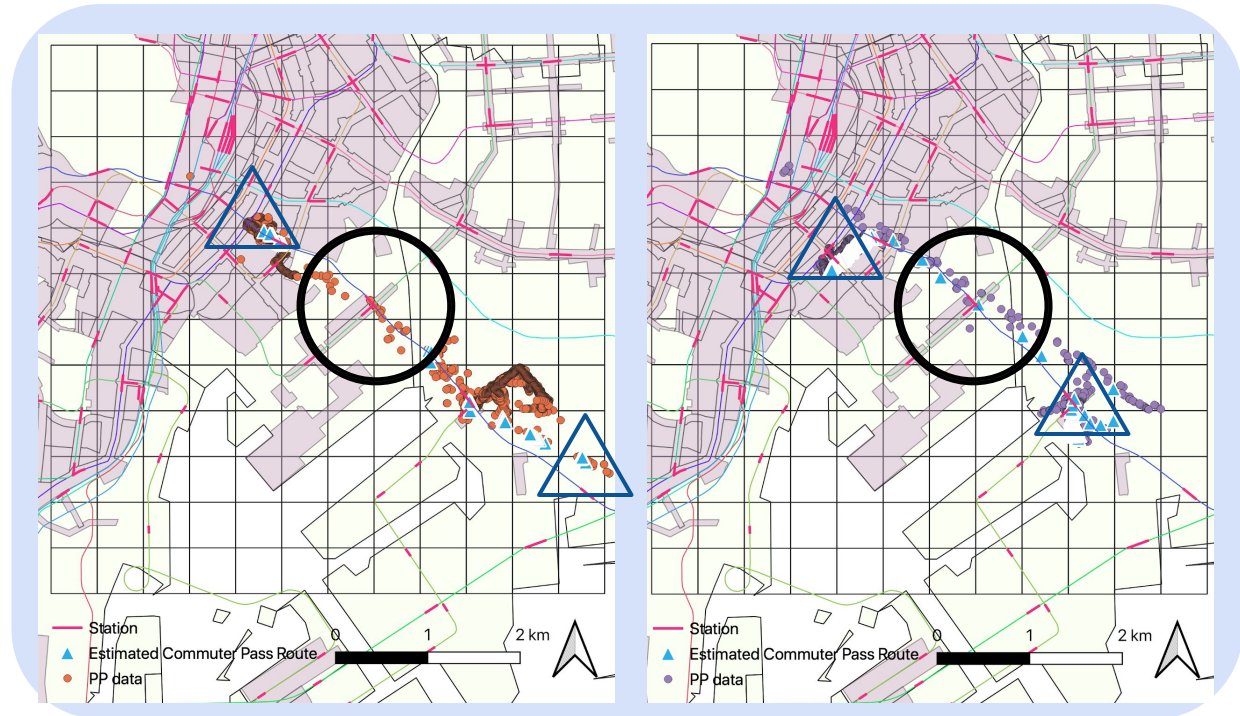 0 1 2 km
Station
Estimated Commuter Pass Route
PP data
0 1 2 km
Station
Estimated Commuter Pass Route
PP data